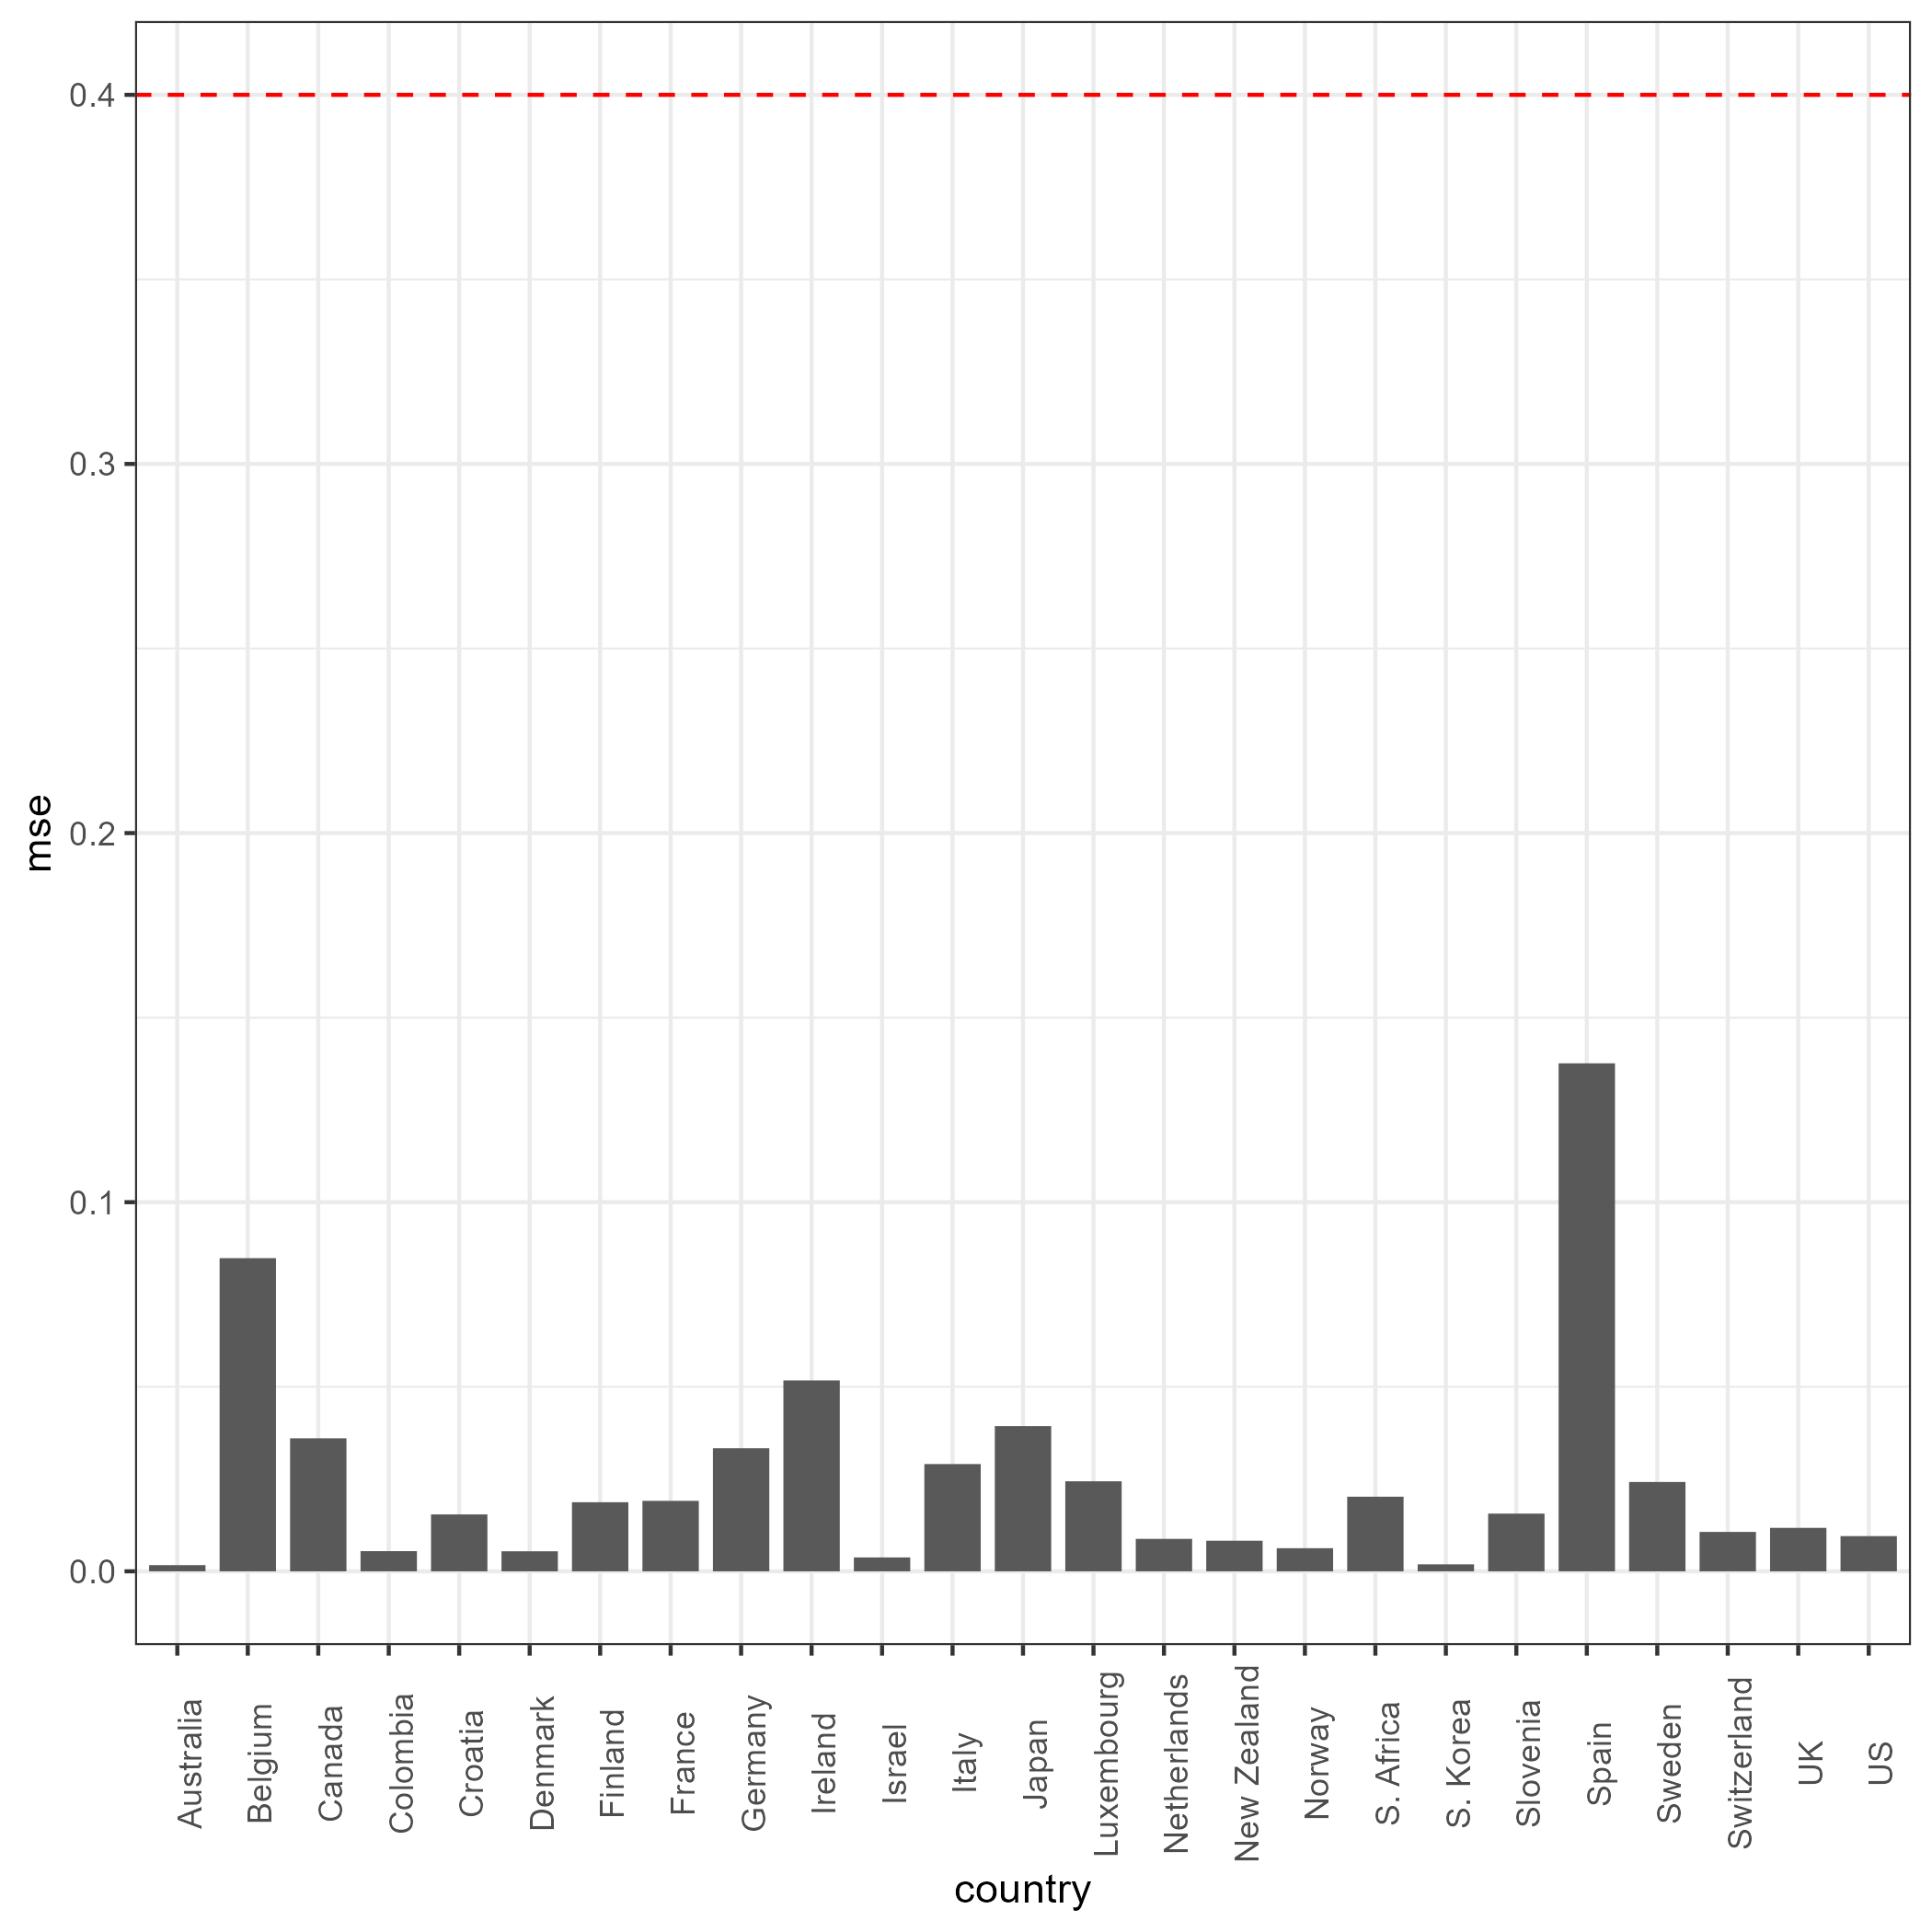 mse
0.4
0.3
0.2
0.1
0.0
Australia
Belgium
Canada
Colombia
Croatia
Denmark
Finland
France
Germany
Ireland
Israel
Italy
Japan
Luxembourg
Netherlands
New Zealand
Norway
S. Africa
S. Korea
Slovenia
Spain
Sweden
Switzerland
UK
US
country